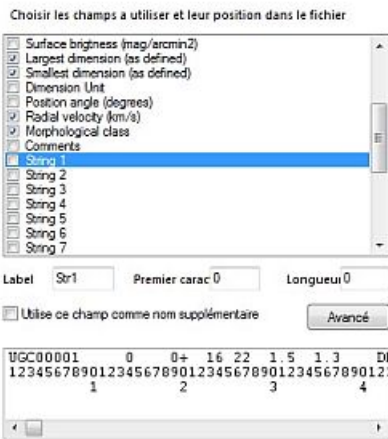 Choisir les champs a utiliser et leur position dans le fichier
Surface brigtness (mag/arcmin2)
Largest dimension (as defined)
Smallest dimension (as defined)
Dimension Unit
Position angle (degrees)
Radial velocity (km/s)
Morphological class
Comments
String 1
String 2
String 3
String 4
String 5
String 6
String 7
Label Str1 Premier carac 0 Longueur 0
Utilise ce champ comme nom supplémentaire Avancé
UGC00001 0 0+ 16 22 1.5 1.3
123456789012345678901234567890123456789012
1 2 3 4